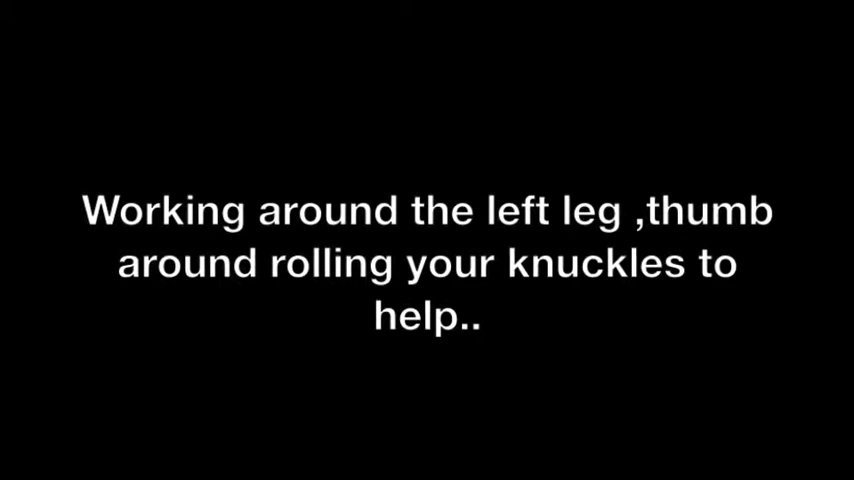 Working around the left leg ,thumb
around rolling your knuckles to
help..